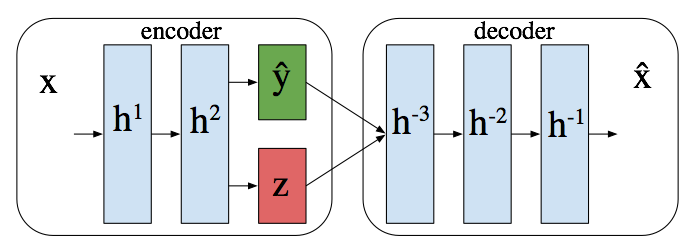 encoder
decoder
x
h¹
h²
ŷ
z
h⁻³
h⁻²
h⁻¹
x̂